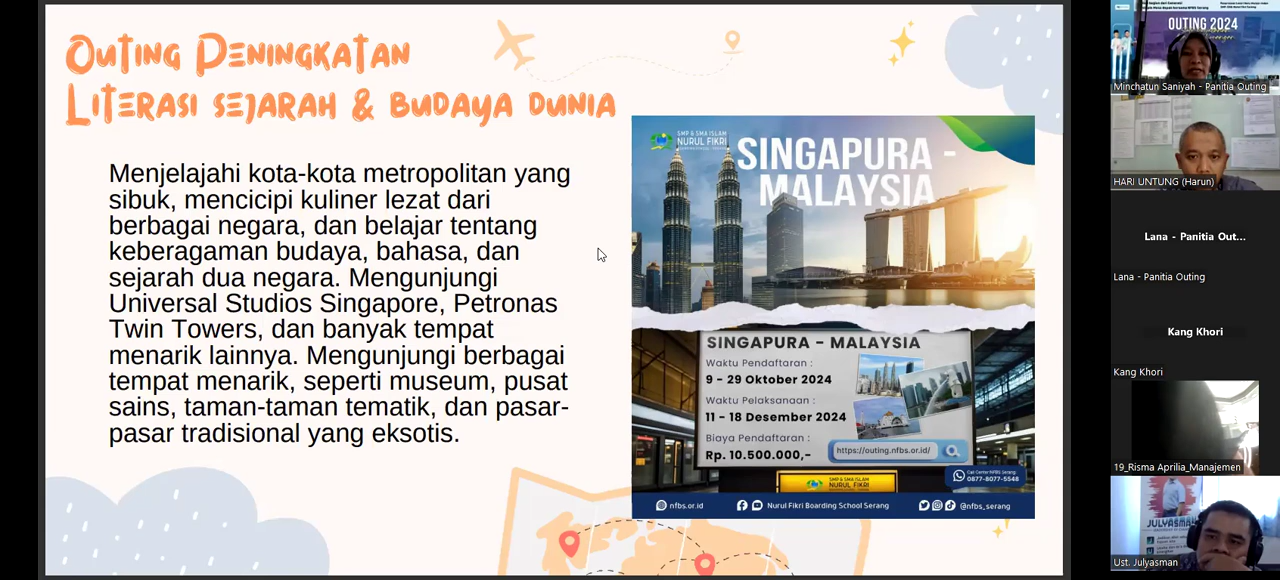 Outing Peningkatan
Literasi sejarah & budaya dunia
Menjelajahi kota-kota metropolitan yang
sibuk, mencicipi kuliner lezat dari
berbagai negara, dan belajar tentang
keberagaman budaya, bahasa, dan
sejarah dua negara. Mengunjungi
Universal Studios Singapore, Petronas
Twin Towers, dan banyak tempat
menarik lainnya. Mengunjungi berbagai
tempat menarik, seperti museum, pusat
sains, taman-taman tematik, dan pasar-
pasar tradisional yang eksotis.
SMP & SMA ISLAM
NURUL FIKRI
SINGAPURA -
MALAYSIA
SINGAPURA - MALAYSIA
Waktu Pendaftaran :
9 - 29 Oktober 2024
Waktu Pelaksanaan :
11 - 18 Desember 2024
Biaya Pendaftaran :
Rp. 10.500.000,-
https://outing.nfbs.or.id/
Call Center NFBS Serang:
0877-8077-5548
NURUL FIKRI
nfbs.or.id
Nurul Fikri Boarding School Serang
@nfbs_serang
OUTING 2024
Minchatun Saniyah - Panitia Outing
HARI UNTUNG (Harun)
Lana - Panitia Out...
Lana - Panitia Outing
Kang Khori
Kang Khori
19_Risma Aprilia_Manajemen
JULYASMAN
Ust. Julyasman